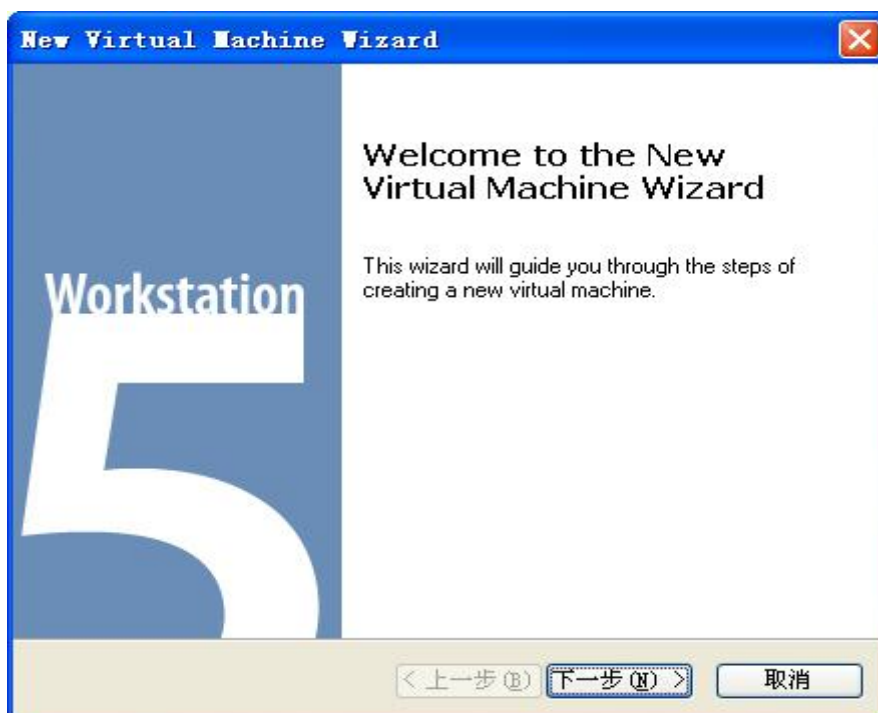 New Virtual Machine Wizard
Workstation
5
Welcome to the New
Virtual Machine Wizard
This wizard will guide you through the steps of
creating a new virtual machine.
< 上一步(B)
下一步(N) >
取消